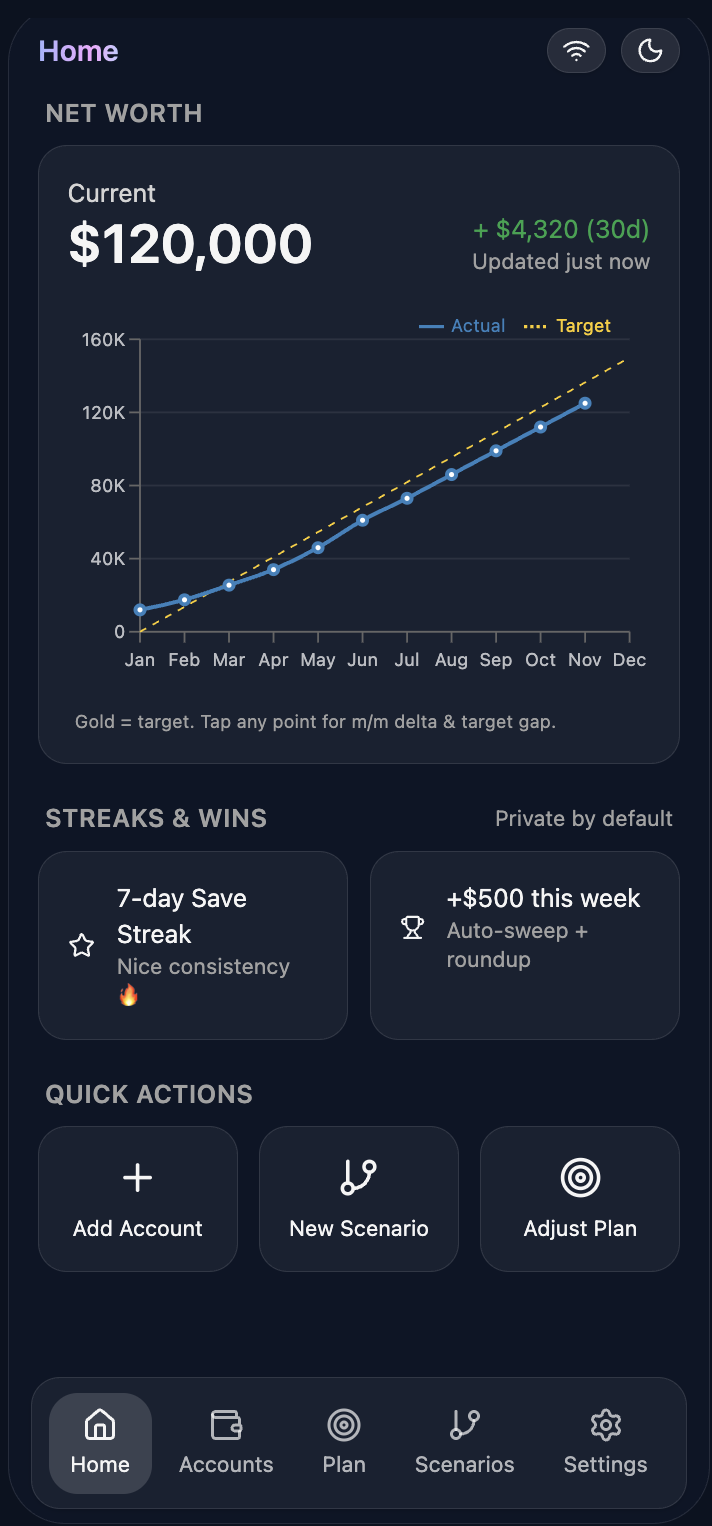 Home
NET WORTH
Current
$120,000
+ $4,320 (30d)
Updated just now
Actual
Target
160K
120K
80K
40K
0
Jan Feb Mar Apr May Jun Jul Aug Sep Oct Nov Dec
Gold = target. Tap any point for m/m delta & target gap.
STREAKS & WINS
Private by default
7-day Save
Streak
Nice consistency
🔥
+$500 this week
Auto-sweep +
roundup
QUICK ACTIONS
Add Account
New Scenario
Adjust Plan
Home
Accounts
Plan
Scenarios
Settings